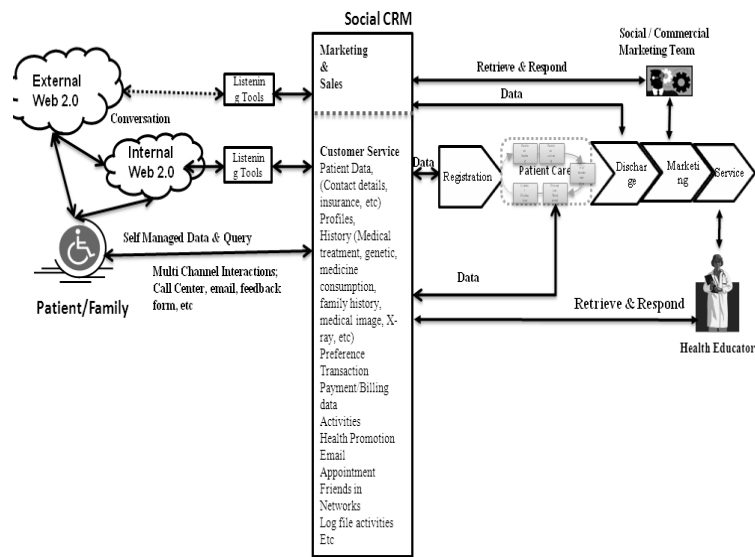 Social CRM
External
Web 2.0
Conversation
Internal
Web 2.0
Listenin
g Tools
Listenin
g Tools
Self Managed Data & Query
Multi Channel Interactions;
Call Center, email, feedback
form, etc
Patient/Family
Marketing
&
Sales
Customer Service
Patient Data,
(Contact details,
insurance, etc)
Profiles,
History (Medical
treatment, genetic,
medicine
consumption,
family history,
medical image, X-
ray, etc)
Preference
Transaction
Payment/Billing
data
Activities
Health Promotion
Email
Appointment
Friends in
Networks
Log file activities
Etc
Social / Commercial
Marketing Team
Retrieve & Respond
Data
Data
Registration
Patient Care
Dischar
ge
Marketi
ng
Service
Data
Retrieve & Respond
Health Educator